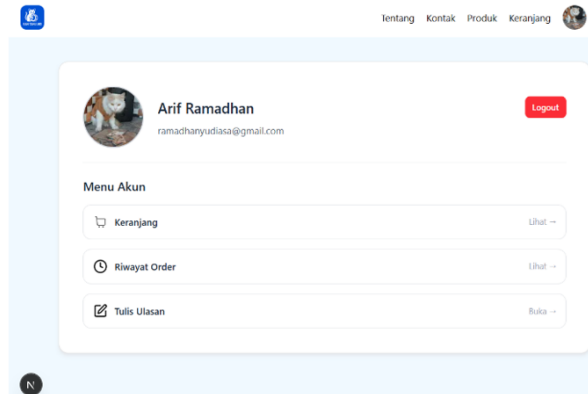 Tentang Kontak Produk Keranjang
Arif Ramadhan
Logout
ramadhanyudiasa@gmail.com
Menu Akun
Keranjang
Lihat →
Riwayat Order
Lihat →
Tulis Ulasan
Buka →
N